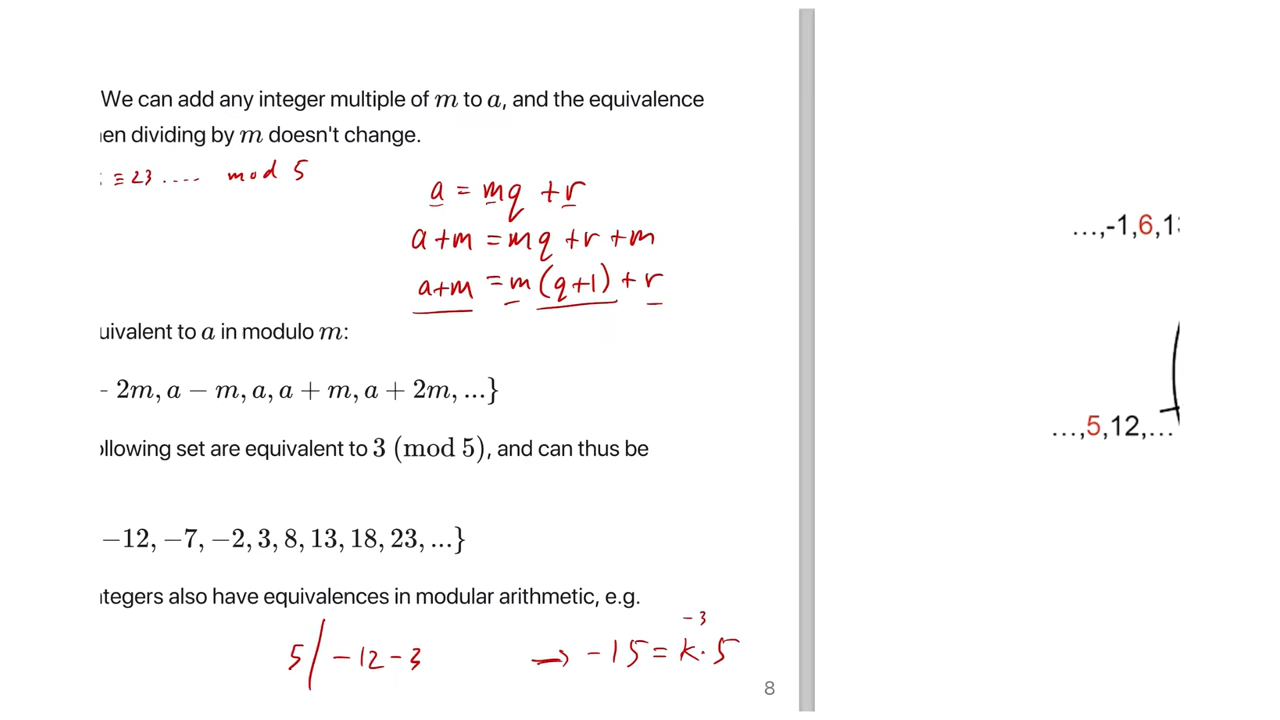 We can add any integer multiple of m to a, and the equivalence
en dividing by m doesn't change.
≡ 23 .... mod 5
a = mq + r
a + m = mq + r + m
a+m = m(q+1) + r
uivalent to a in modulo m:
- 2m, a − m, a, a + m, a + 2m, ...}
ollowing set are equivalent to 3 (mod 5), and can thus be
−12, −7, −2, 3, 8, 13, 18, 23, ...}
tegers also have equivalences in modular arithmetic, e.g.
-3
5 / -12 - 3 → -15 = k · 5
8
...,-1,6,1
...,5,12,...